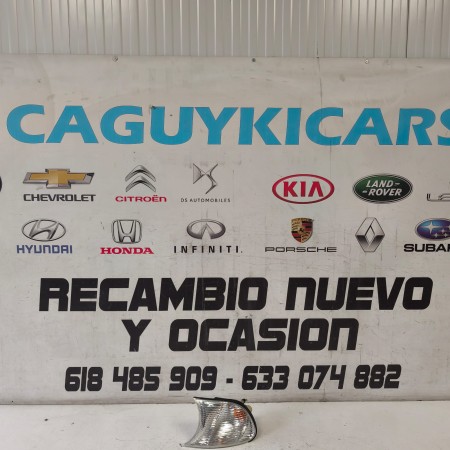 CAGUYKICARS
CHEVROLET CITROËN DS AUTOMOBILES KIA LAND-ROVER
HYUNDAI HONDA INFINITI PORSCHE SUBAR
RECAMBIO NUEVO
Y OCASION
618 485 909 - 633 074 882